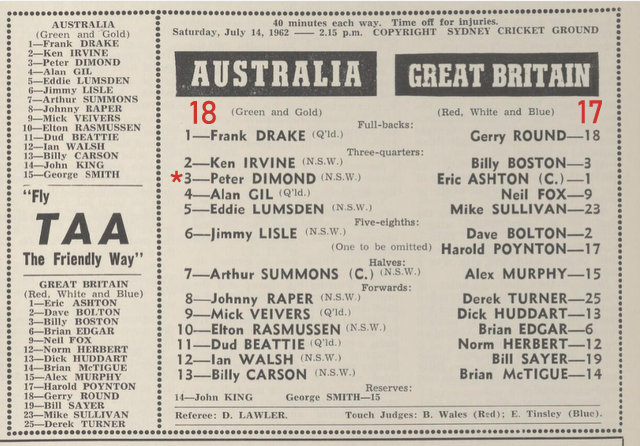 AUSTRALIA
(Green and Gold)
1—Frank DRAKE
2—Ken IRVINE
3—Peter DIMOND
4—Alan GIL
5—Eddie LUMSDEN
6—Jimmy LISLE
7—Arthur SUMMONS
8—Johnny RAPER
9—Mick VEIVERS
10—Elton RASMUSSEN
11—Dud BEATTIE
12—Ian WALSH
13—Billy CARSON
14—John KING
15—George SMITH
"Fly
TAA
The Friendly Way"
GREAT BRITAIN
(Red, White and Blue)
1—Eric ASHTON
2—Dave BOLTON
3—Billy BOSTON
6—Brian EDGAR
9—Neil FOX
12—Norm HERBERT
13—Dick HUDDART
14—Brian McTIGUE
15—Alex MURPHY
17—Harold POYNTON
18—Gerry ROUND
19—Bill SAYER
23—Mike SULLIVAN
25—Derek TURNER
40 minutes each way. Time off for injuries.
Saturday, July 14, 1962 — 2.15 p.m. COPYRIGHT SYDNEY CRICKET GROUND
AUSTRALIA GREAT BRITAIN
18 (Green and Gold) (Red, White and Blue) 17
Full-backs:
1—Frank DRAKE (Q'ld.) Gerry ROUND—18
Three-quarters:
2—Ken IRVINE (N.S.W.) Billy BOSTON—3
*3—Peter DIMOND (N.S.W.) Eric ASHTON (C.)—1
4—Alan GIL (Q'ld.) Neil FOX—9
5—Eddie LUMSDEN (N.S.W.) Mike SULLIVAN—23
Five-eighths:
6—Jimmy LISLE (N.S.W.) Dave BOLTON—2
(One to be omitted) Harold POYNTON—17
Halves:
7—Arthur SUMMONS (C.) (N.S.W.) Alex MURPHY—15
Forwards:
8—Johnny RAPER (N.S.W.) Derek TURNER—25
9—Mick VEIVERS (Q'ld.) Dick HUDDART—13
10—Elton RASMUSSEN (N.S.W.) Brian EDGAR—6
11—Dud BEATTIE (Q'ld.) Norm HERBERT—12
12—Ian WALSH (N.S.W.) Bill SAYER—19
13—Billy CARSON (N.S.W.) Brian McTIGUE—14
Reserves:
14—John KING George SMITH—15
Referee: D. LAWLER. Touch Judges: B. Wales (Red); E. Tinsley (Blue).